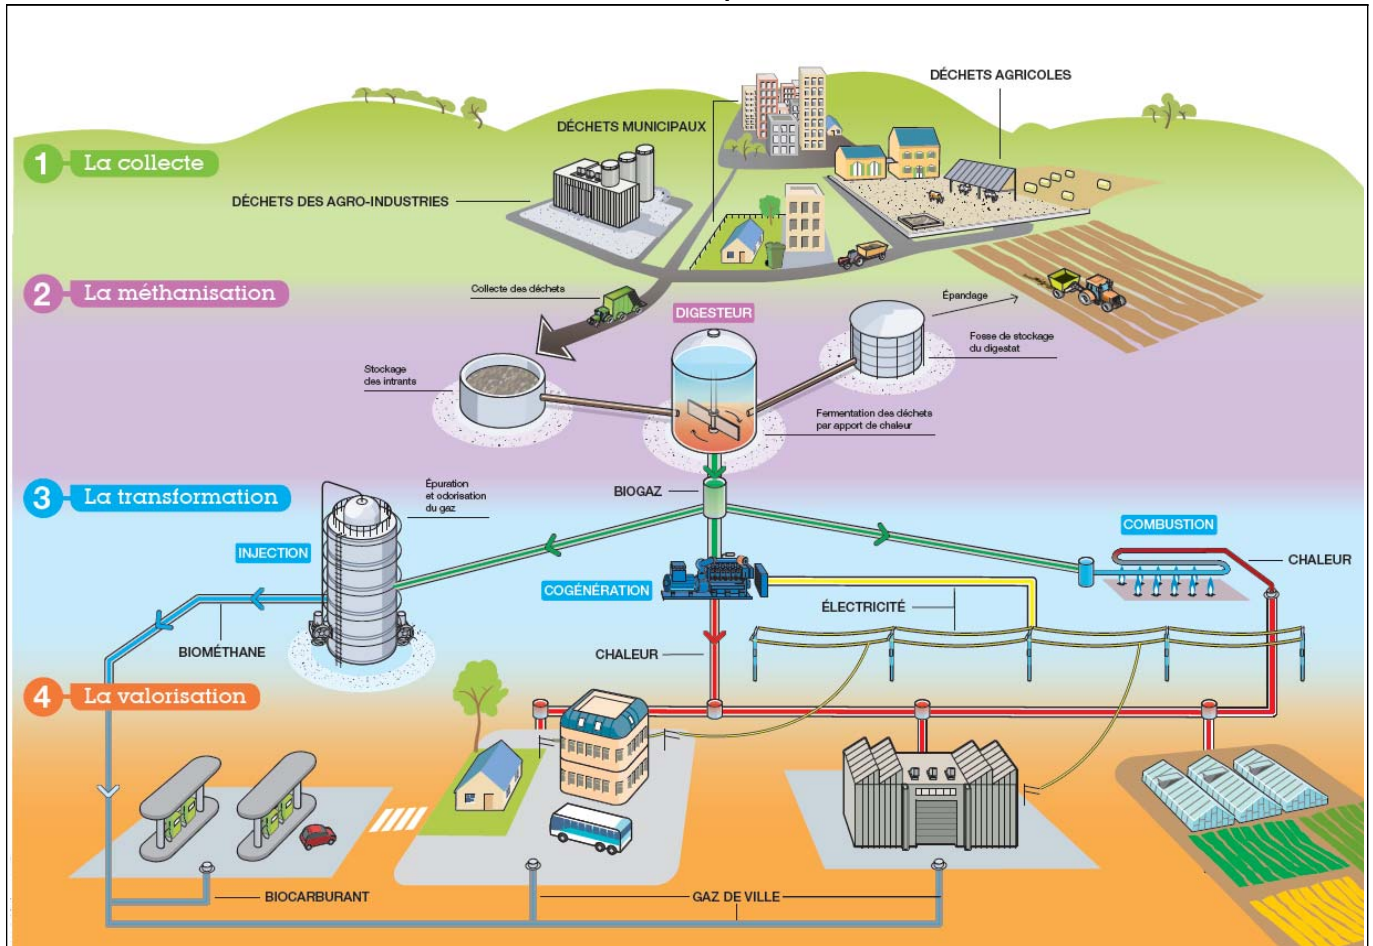 DÉCHETS AGRICOLES
DÉCHETS MUNICIPAUX
1 La collecte
DÉCHETS DES AGRO-INDUSTRIES
2 La méthanisation
Collecte des déchets
Épandage
DIGESTEUR
Fosse de stockage
du digestat
Stockage
des intrants
Fermentation des déchets
par apport de chaleur
3 La transformation
Épuration
et odorisation
du gaz
BIOGAZ
COMBUSTION
INJECTION
CHALEUR
COGÉNÉRATION
ÉLECTRICITÉ
BIOMÉTHANE
CHALEUR
4 La valorisation
BIOCARBURANT
GAZ DE VILLE